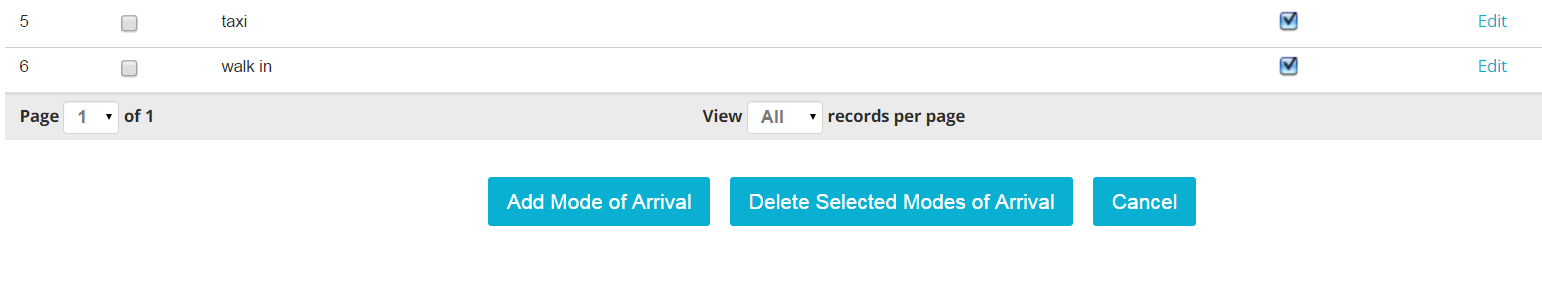 5 taxi Edit
6 walk in Edit
Page 1 of 1 View All records per page
Add Mode of Arrival Delete Selected Modes of Arrival Cancel